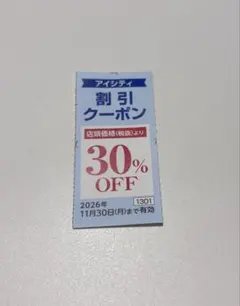 アイシティ
割引
クーポン
店頭価格(税抜)より
30%
OFF
2026年 1301
11月30日(月)まで有効